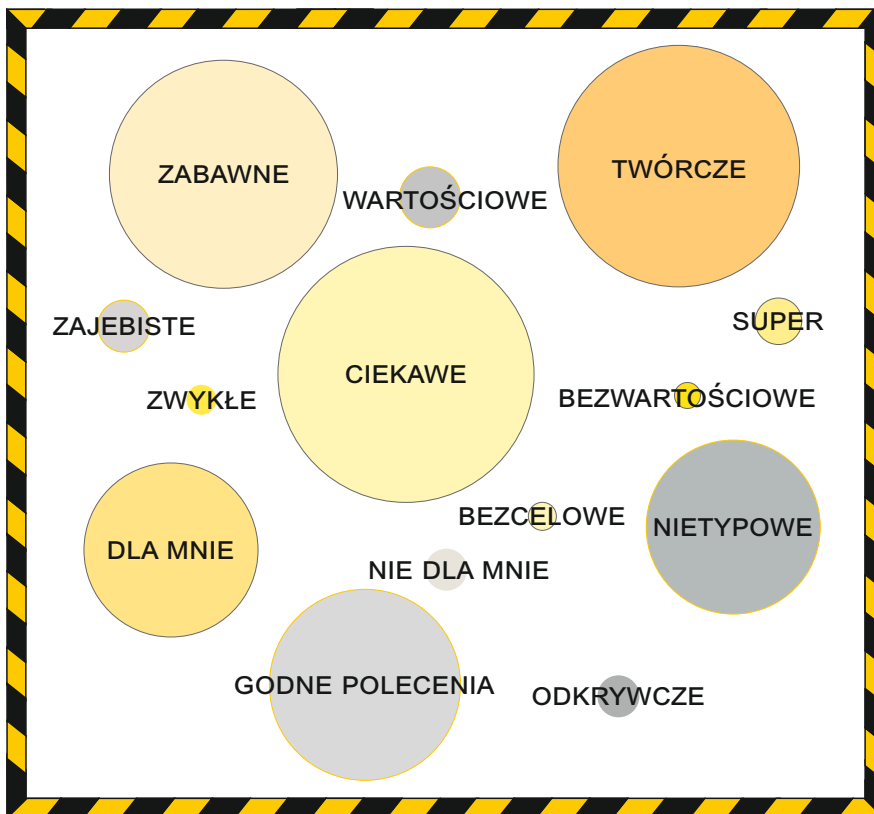 ZABAWNE
TWÓRCZE
WARTOŚCIOWE
ZAJEBISTE
SUPER
CIEKAWE
ZWYKŁE
BEZWARTOŚCIOWE
BEZCELOWE
NIETYPOWE
DLA MNIE
NIE DLA MNIE
GODNE POLECENIA
ODKRYWCZE